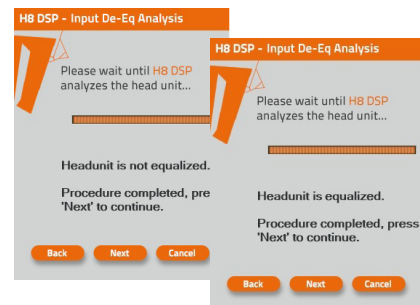 H8 DSP - Input De-Eq Analysis
Please wait until H8 DSP
analyzes the head unit...
Headunit is not equalized.
Procedure completed, pre
'Next' to continue.
Back Next Cancel
H8 DSP - Input De-Eq Analysis
Please wait until H8 DSP
analyzes the head unit...
Headunit is equalized.
Procedure completed, press
'Next' to continue.
Back Next Cancel